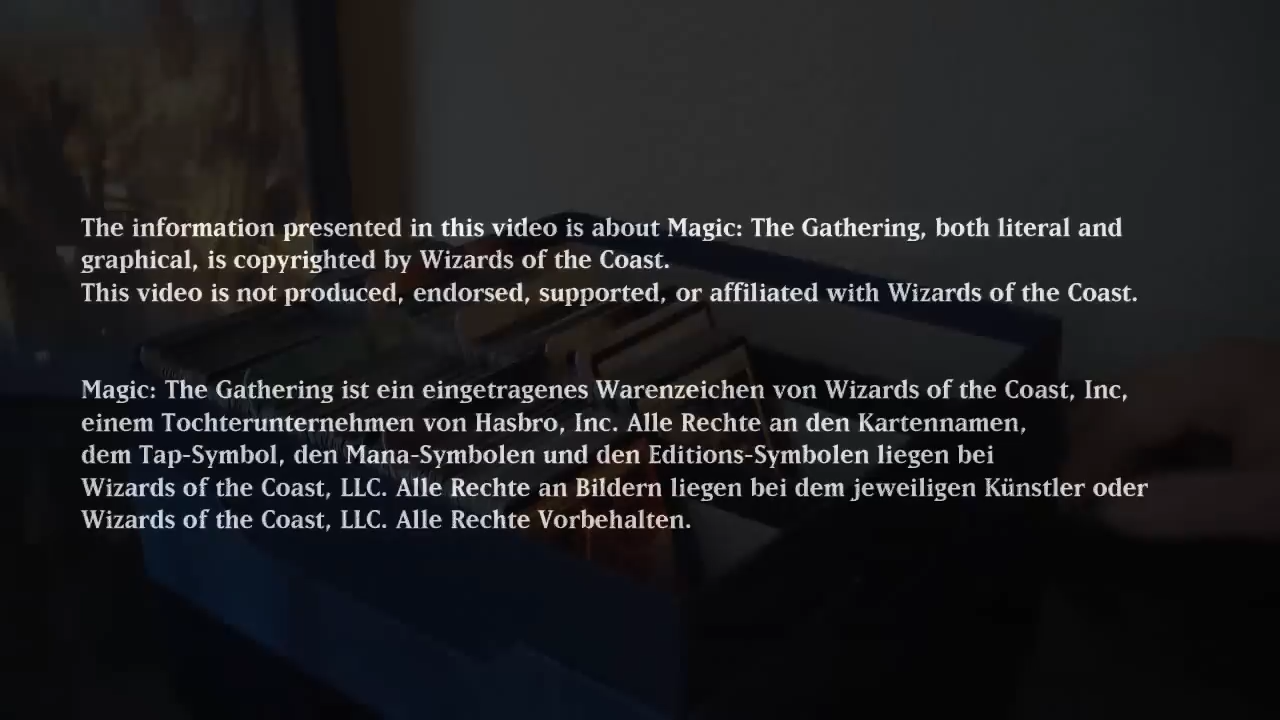 The information presented in this video is about Magic: The Gathering, both literal and
graphical, is copyrighted by Wizards of the Coast.
This video is not produced, endorsed, supported, or affiliated with Wizards of the Coast.
Magic: The Gathering ist ein eingetragenes Warenzeichen von Wizards of the Coast, Inc,
einem Tochterunternehmen von Hasbro, Inc. Alle Rechte an den Kartennamen,
dem Tap-Symbol, den Mana-Symbolen und den Editions-Symbolen liegen bei
Wizards of the Coast, LLC. Alle Rechte an Bildern liegen bei dem jeweiligen Künstler oder
Wizards of the Coast, LLC. Alle Rechte Vorbehalten.